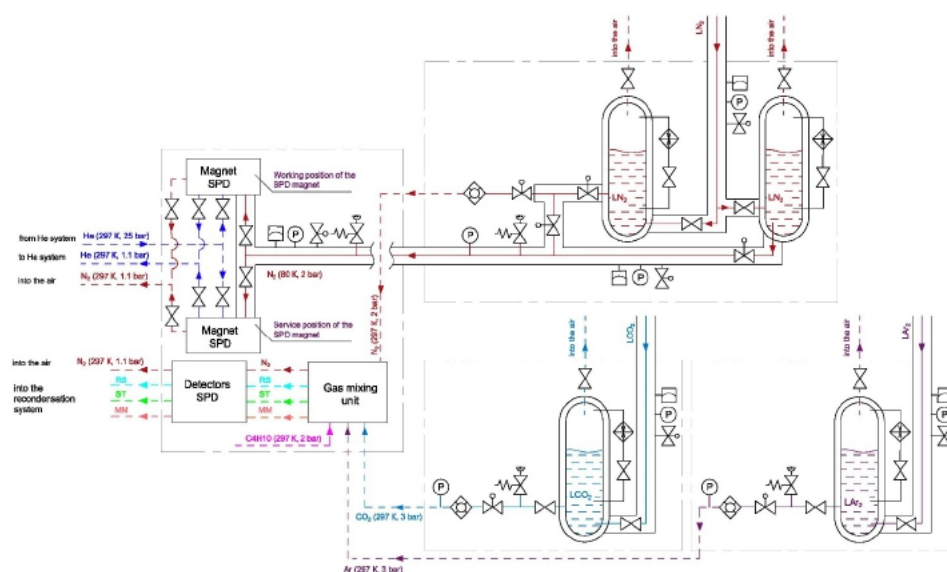 into the air
LN2
into the air
P
Magnet
SPD
Working position of the
SPD magnet
LN2
LN2
from He system
He (297 K, 25 bar)
to He system
He (297 K, 1.1 bar)
into the air
N2 (297 K, 1.1 bar)
P
P
N2 (80 K, 2 bar)
P
Magnet
SPD
Service position of the
SPD magnet
N2 (297 K, 2 bar)
into the air
LCO2
into the air
LAr2
into the air
N2 (297 K, 1.1 bar)
N2
into the
recondensation
system
RS
ST
MM
Detectors
SPD
RS
ST
MM
Gas mixing
unit
P
P
C4H10 (297 K, 2 bar)
P
LCO2
P
LAr2
CO2 (297 K, 3 bar)
Ar (297 K, 3 bar)